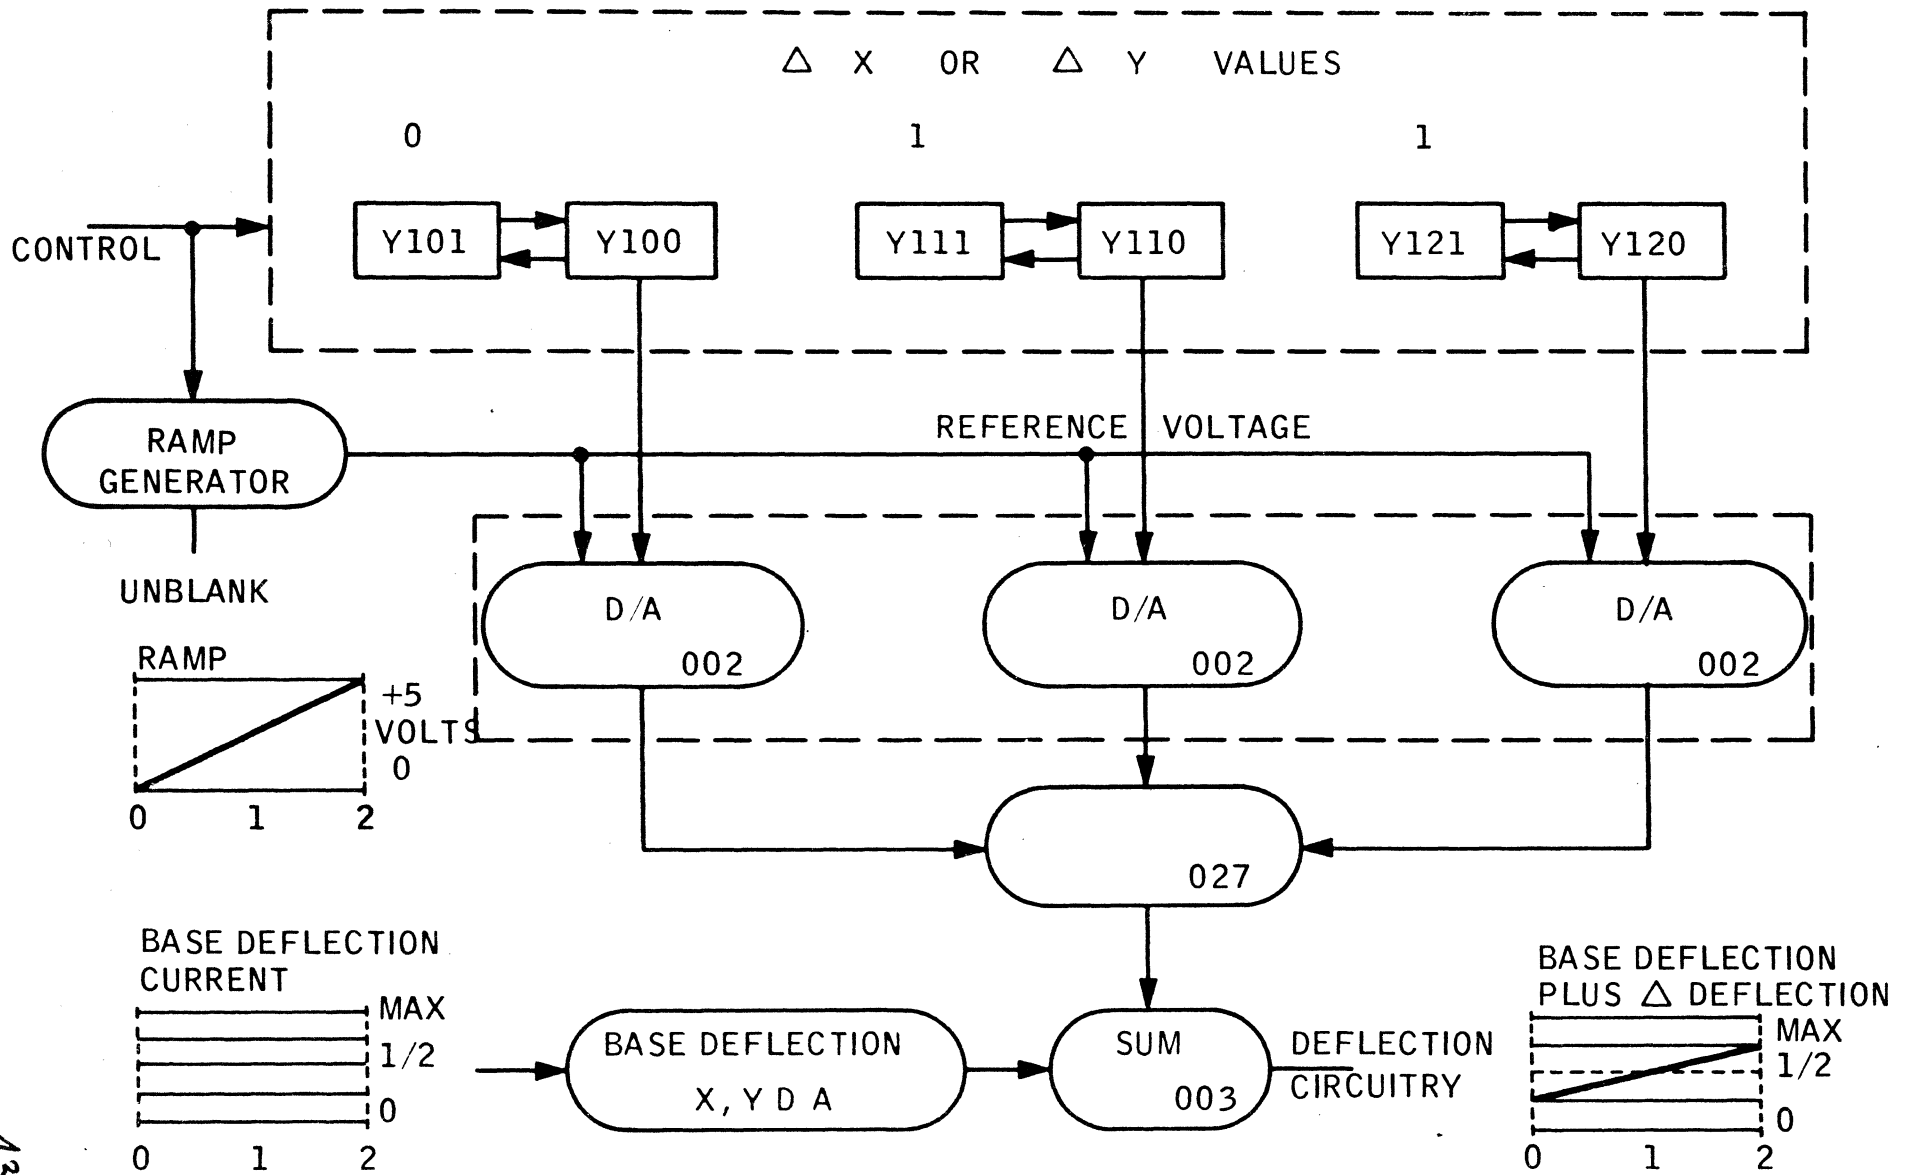 △ X OR △ Y VALUES
0 1 1
CONTROL
Y101 Y100 Y111 Y110 Y121 Y120
RAMP
GENERATOR
REFERENCE VOLTAGE
UNBLANK
D/A
002
D/A
002
D/A
002
RAMP
+5
VOLTS
0
0 1 2
027
BASE DEFLECTION
CURRENT
MAX
1/2
0
0 1 2
BASE DEFLECTION
X, Y D A
SUM
003
DEFLECTION
CIRCUITRY
BASE DEFLECTION
PLUS △ DEFLECTION
MAX
1/2
0
0 1 2